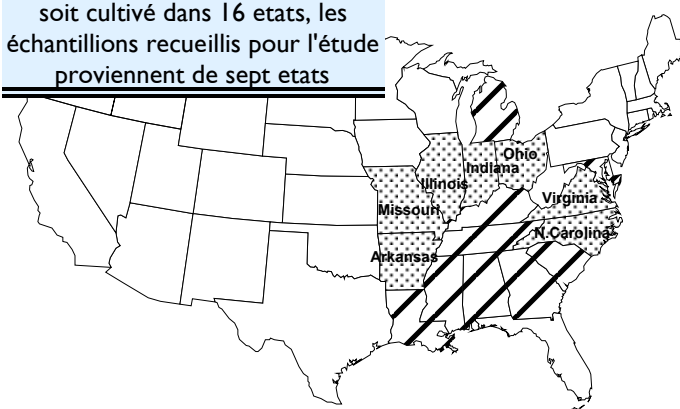 soit cultivé dans 16 etats, les
échantillions recueillis pour l'étude
proviennent de sept etats
Ohio
Indiana
Illinois
Missouri
Virginia
N.Carolina
Arkansas